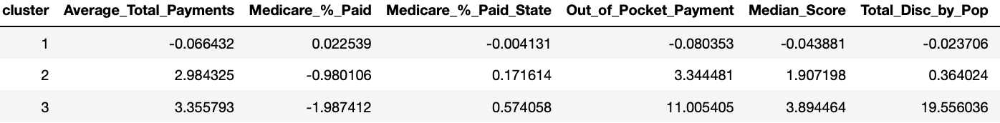 cluster Average_Total_Payments Medicare_%_Paid Medicare_%_Paid_State Out_of_Pocket_Payment Median_Score Total_Disc_by_Pop
1 -0.066432 0.022539 -0.004131 -0.080353 -0.043881 -0.023706
2 2.984325 -0.980106 0.171614 3.344481 1.907198 0.364024
3 3.355793 -1.987412 0.574058 11.005405 3.894464 19.556036